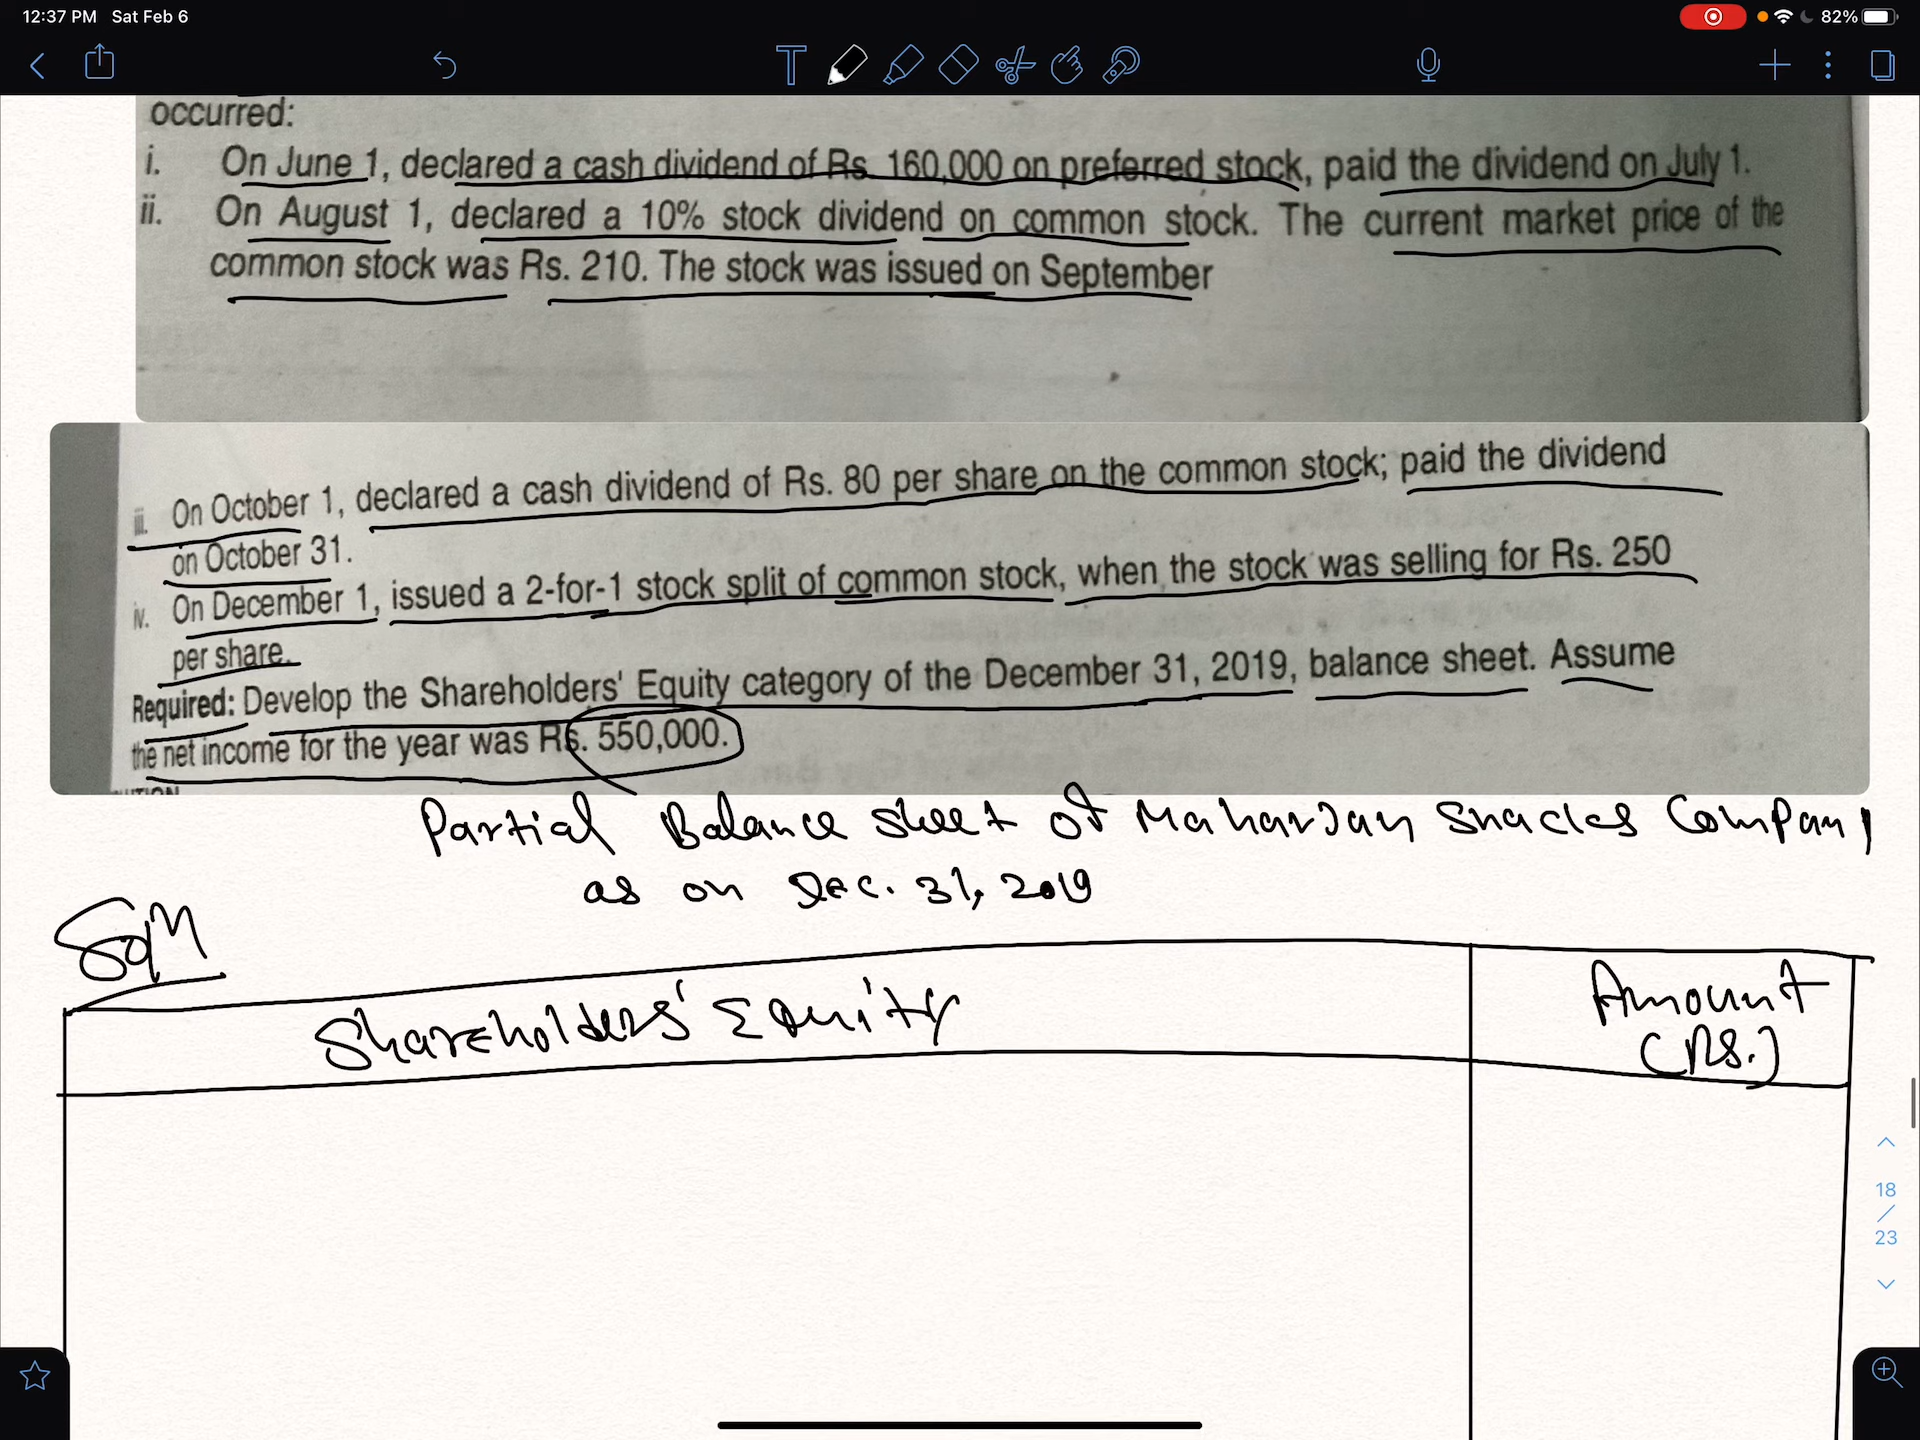 12:37 PM Sat Feb 6
82%
occurred:
i. On June 1, declared a cash dividend of Rs. 160,000 on preferred stock, paid the dividend on July 1.
ii. On August 1, declared a 10% stock dividend on common stock. The current market price of the
common stock was Rs. 210. The stock was issued on September
iii. On October 1, declared a cash dividend of Rs. 80 per share on the common stock; paid the dividend
on October 31.
iv. On December 1, issued a 2-for-1 stock split of common stock, when the stock was selling for Rs. 250
per share.
Required: Develop the Shareholders' Equity category of the December 31, 2019, balance sheet. Assume
the net income for the year was Rs. 550,000.
Partial Balance sheet of Maharjan Snacks Company
as on Dec. 31, 2019
Soln
Shareholders' Equity
Amount
(Rs.)
18
/
23